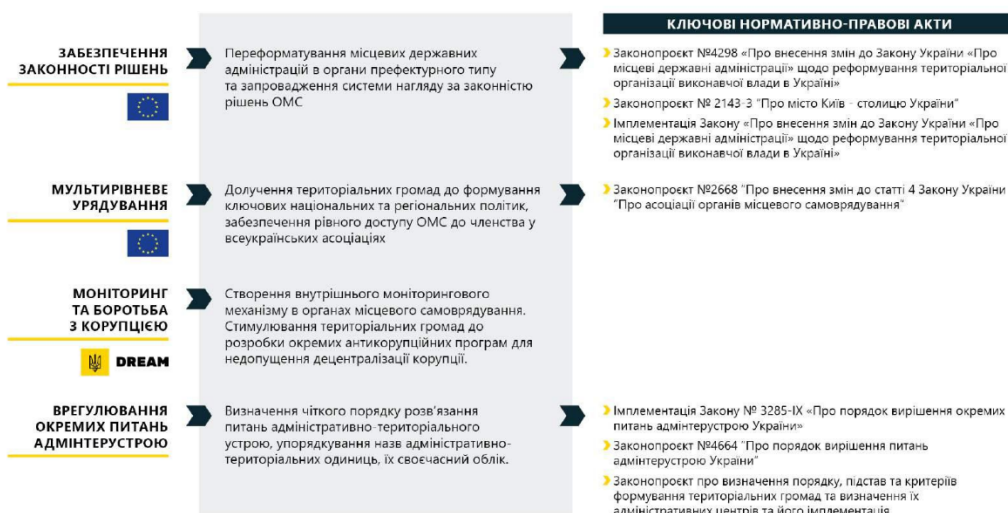 КЛЮЧОВІ НОРМАТИВНО-ПРАВОВІ АКТИ
ЗАБЕЗПЕЧЕННЯ
ЗАКОННОСТІ РІШЕНЬ
Переформатування місцевих державних
адміністрацій в органи префектурного типу
та запровадження системи нагляду за законністю
рішень ОМС
Законопроєкт №4298 «Про внесення змін до Закону України «Про
місцеві державні адміністрації» щодо реформування територіальної
організації виконавчої влади в Україні»
Законопроєкт № 2143-3 "Про місто Київ - столицю України"
Імплементація Закону «Про внесення змін до Закону України «Про
місцеві державні адміністрації» щодо реформування територіальної
організації виконавчої влади в Україні»
МУЛЬТИРІВНЕВЕ
УРЯДУВАННЯ
Долучення територіальних громад до формування
ключових національних та регіональних політик,
забезпечення рівного доступу ОМС до членства у
всеукраїнських асоціаціях
Законопроєкт №2668 "Про внесення змін до статті 4 Закону України
"Про асоціації органів місцевого самоврядування"
МОНІТОРИНГ
ТА БОРОТЬБА
З КОРУПЦІЄЮ
DREAM
Створення внутрішнього моніторингового
механізму в органах місцевого самоврядування.
Стимулювання територіальних громад до
розробки окремих антикорупційних програм для
недопущення децентралізації корупції.
ВРЕГУЛЮВАННЯ
ОКРЕМИХ ПИТАНЬ
АДМІНТЕРУСТРОЮ
Визначення чіткого порядку розв'язання
питань адміністративно-територіального
устрою, упорядкування назв адміністративно-
територіальних одиниць, їх своєчасний облік.
Імплементація Закону № 3285-IX «Про порядок вирішення окремих
питань адмінтерустрою України»
Законопроєкт №4664 "Про порядок вирішення питань
адмінтерустрою України"
Законопроєкт про визначення порядку, підстав та критеріїв
формування територіальних громад та визначення їх
адміністративних центрів та його імплементація